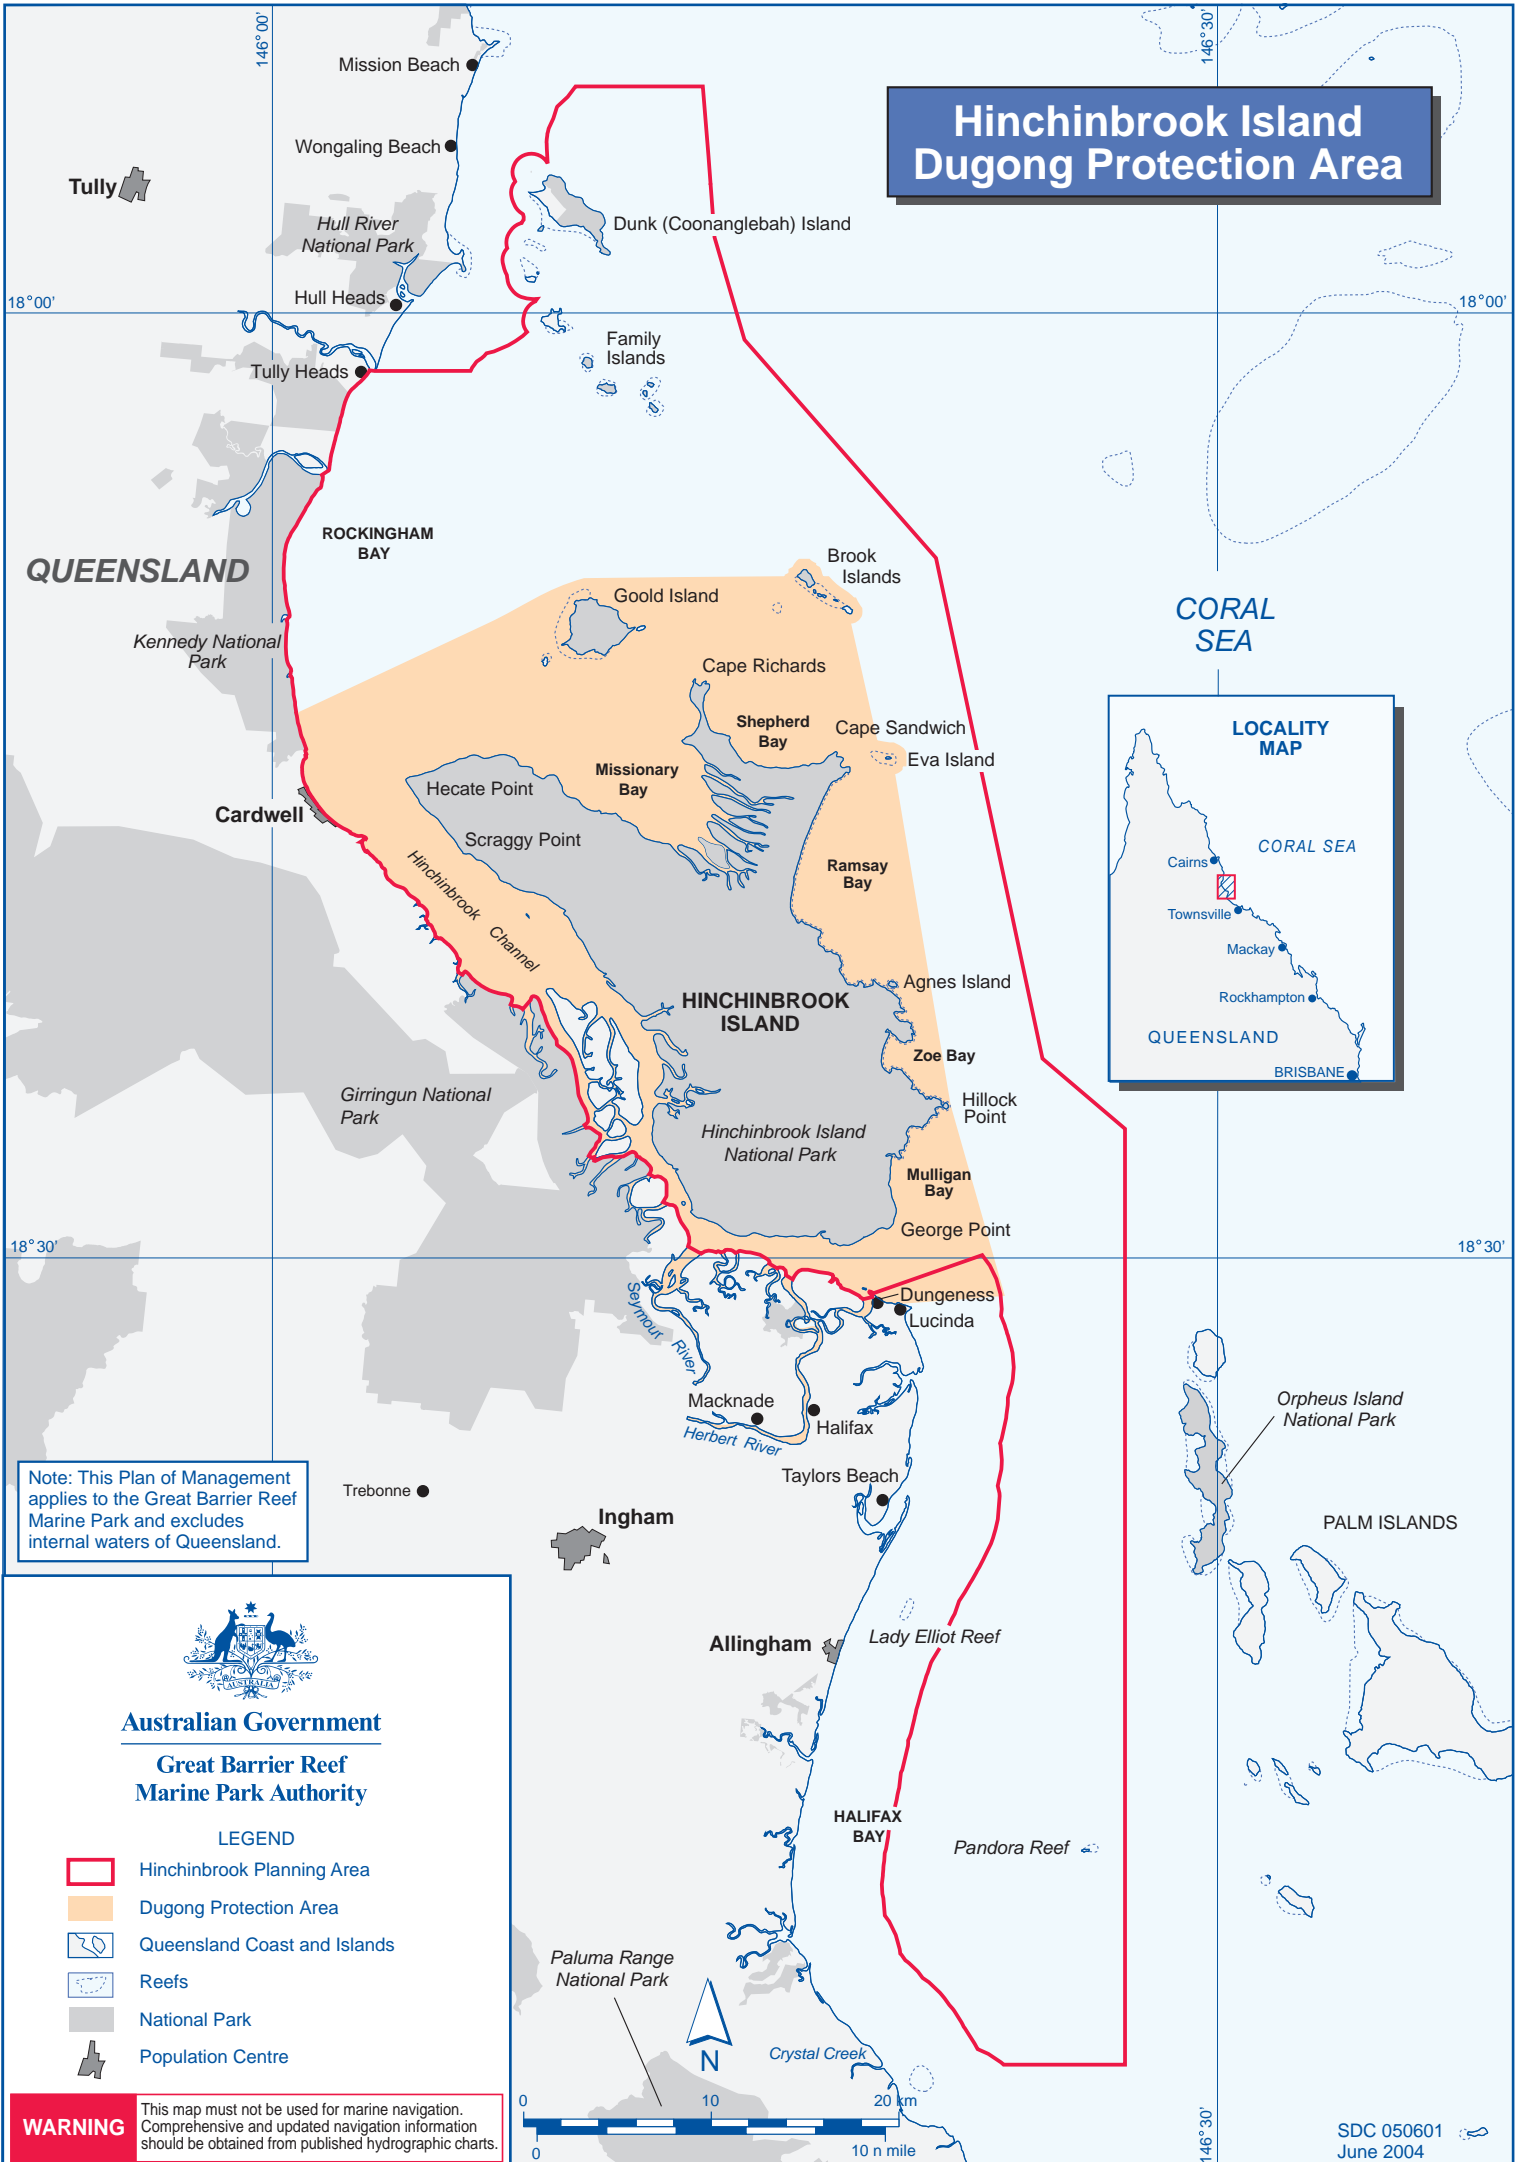 146°00'
146°30'
Mission Beach
Hinchinbrook Island
Dugong Protection Area
Wongaling Beach
Tully
Hull River
National Park
Dunk (Coonanglebah) Island
Hull Heads
18°00'
18°00'
Family
Islands
Tully Heads
ROCKINGHAM
BAY
QUEENSLAND
Brook
Islands
Goold Island
CORAL
SEA
Kennedy National
Park
Cape Richards
Shepherd
Bay
Cape Sandwich
Eva Island
LOCALITY
MAP
Missionary
Bay
Hecate Point
Cardwell
Scraggy Point
CORAL SEA
Cairns
Hinchinbrook
Channel
Ramsay
Bay
Townsville
Mackay
Agnes Island
Rockhampton
HINCHINBROOK
ISLAND
QUEENSLAND
Zoe Bay
BRISBANE
Girringun National
Park
Hillock
Point
Hinchinbrook Island
National Park
Mulligan
Bay
George Point
18°30'
18°30'
Seymour River
Dungeness
Lucinda
Macknade
Halifax
Herbert River
Orpheus Island
National Park
Taylors Beach
Note: This Plan of Management
applies to the Great Barrier Reef
Marine Park and excludes
internal waters of Queensland.
Trebonne
Ingham
PALM ISLANDS
Allingham
Lady Elliot Reef
AUSTRALIA
Australian Government
Great Barrier Reef
Marine Park Authority
HALIFAX
BAY
Pandora Reef
LEGEND
Hinchinbrook Planning Area
Dugong Protection Area
Queensland Coast and Islands
Reefs
National Park
Population Centre
Paluma Range
National Park
N
Crystal Creek
WARNING
This map must not be used for marine navigation.
Comprehensive and updated navigation information
should be obtained from published hydrographic charts.
0 10 20 km
0 10 n mile
146°30'
SDC 050601
June 2004